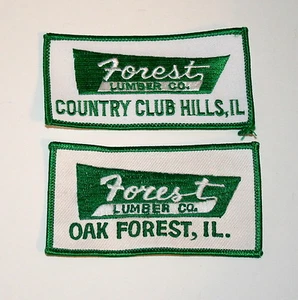 Forest
LUMBER CO.
COUNTRY CLUB HILLS, IL
Forest
LUMBER CO.
OAK FOREST, IL.